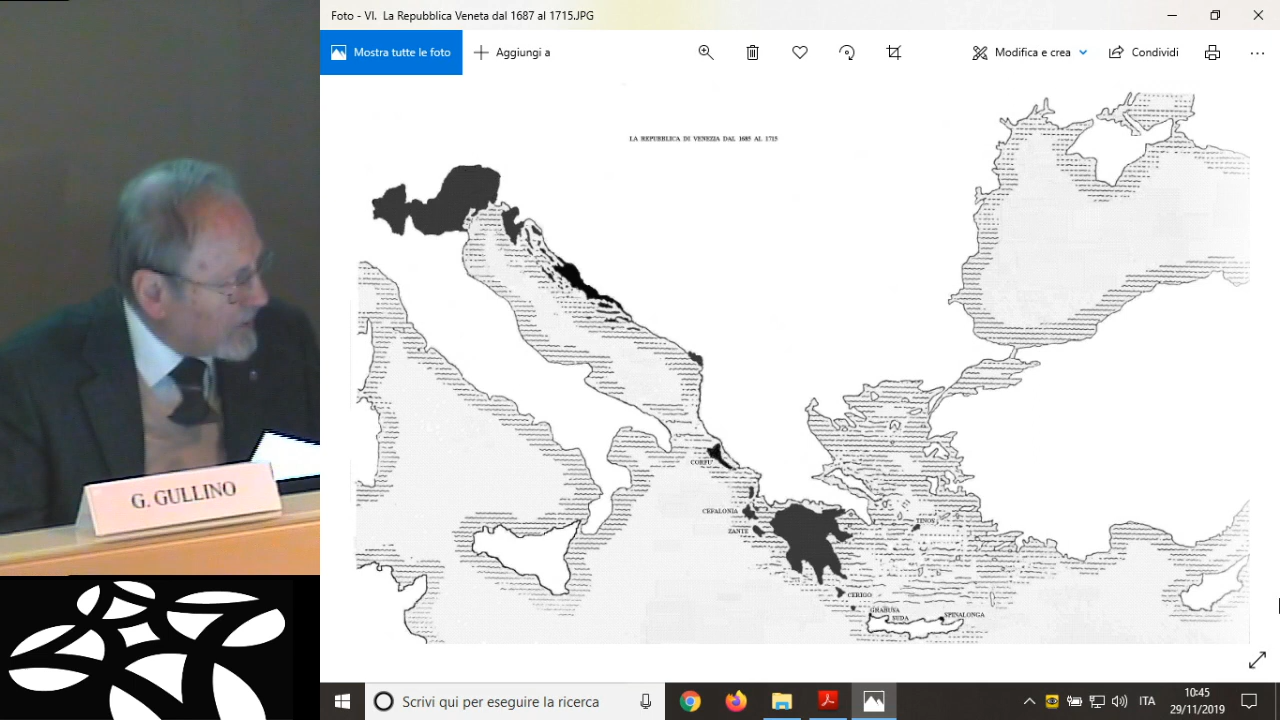 Foto - VI. La Repubblica Veneta dal 1687 al 1715.JPG
Mostra tutte le foto
Aggiungi a
Modifica e crea
Condividi
LA REPUBBLICA DI VENEZIA DAL 1685 AL 1715
CORFU'
CEFALONIA
ZANTE
TINOS
CERIGO
GRABUSA
SUDA
SPINALONGA
G. GULLINO
Scrivi qui per eseguire la ricerca
ITA
10:45
29/11/2019